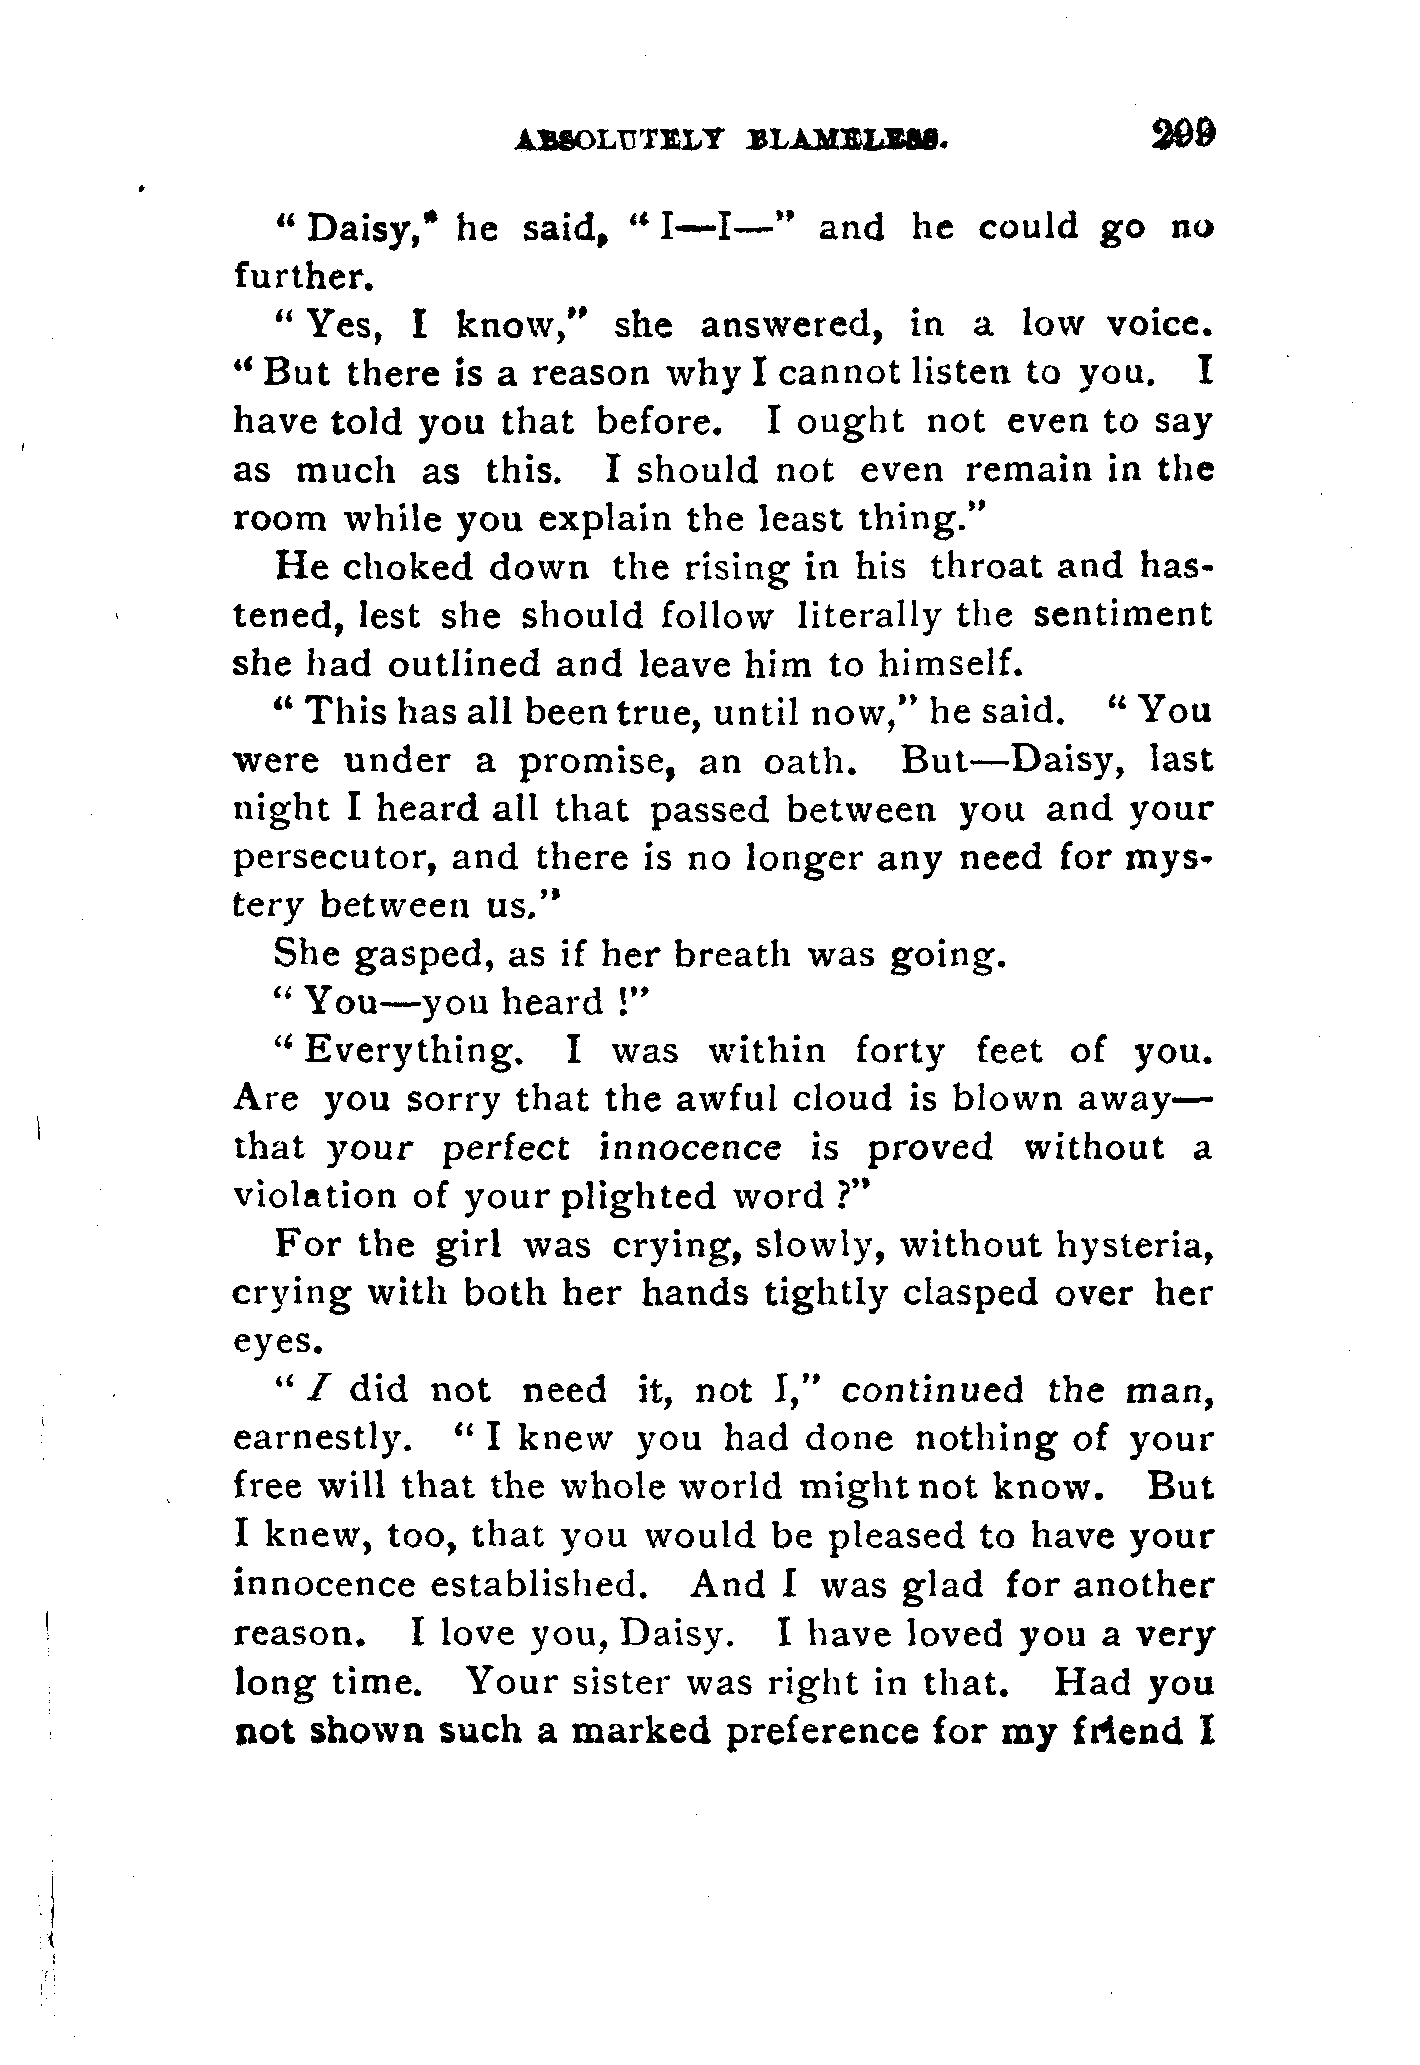 ABSOLUTELY BLAMELESS. 299
"Daisy," he said, "I—I—" and he could go no
further.
"Yes, I know," she answered, in a low voice.
"But there is a reason why I cannot listen to you. I
have told you that before. I ought not even to say
as much as this. I should not even remain in the
room while you explain the least thing."
He choked down the rising in his throat and has-
tened, lest she should follow literally the sentiment
she had outlined and leave him to himself.
"This has all been true, until now," he said. "You
were under a promise, an oath. But—Daisy, last
night I heard all that passed between you and your
persecutor, and there is no longer any need for mys-
tery between us."
She gasped, as if her breath was going.
"You—you heard!"
"Everything. I was within forty feet of you.
Are you sorry that the awful cloud is blown away—
that your perfect innocence is proved without a
violation of your plighted word?"
For the girl was crying, slowly, without hysteria,
crying with both her hands tightly clasped over her
eyes.
"I did not need it, not I," continued the man,
earnestly. "I knew you had done nothing of your
free will that the whole world might not know. But
I knew, too, that you would be pleased to have your
innocence established. And I was glad for another
reason. I love you, Daisy. I have loved you a very
long time. Your sister was right in that. Had you
not shown such a marked preference for my friend I